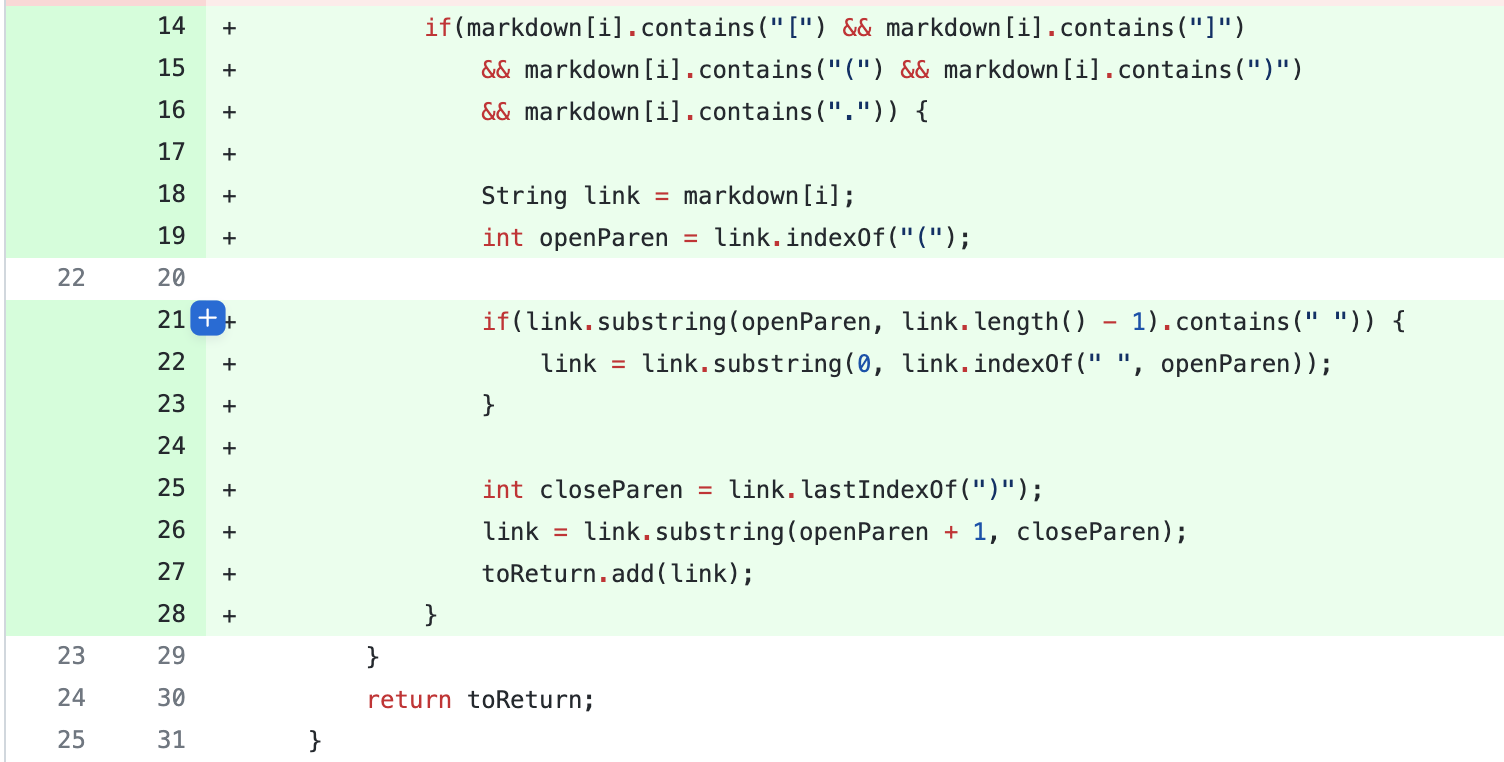 14 + if(markdown[i].contains("[") && markdown[i].contains("]")
15 + && markdown[i].contains("(") && markdown[i].contains(")")
16 + && markdown[i].contains(".")) {
17 +
18 + String link = markdown[i];
19 + int openParen = link.indexOf("(");
22 20
21 + + if(link.substring(openParen, link.length() - 1).contains(" ")) {
22 + link = link.substring(0, link.indexOf(" ", openParen));
23 + }
24 +
25 + int closeParen = link.lastIndexOf(")");
26 + link = link.substring(openParen + 1, closeParen);
27 + toReturn.add(link);
28 + }
23 29 }
24 30 return toReturn;
25 31 }